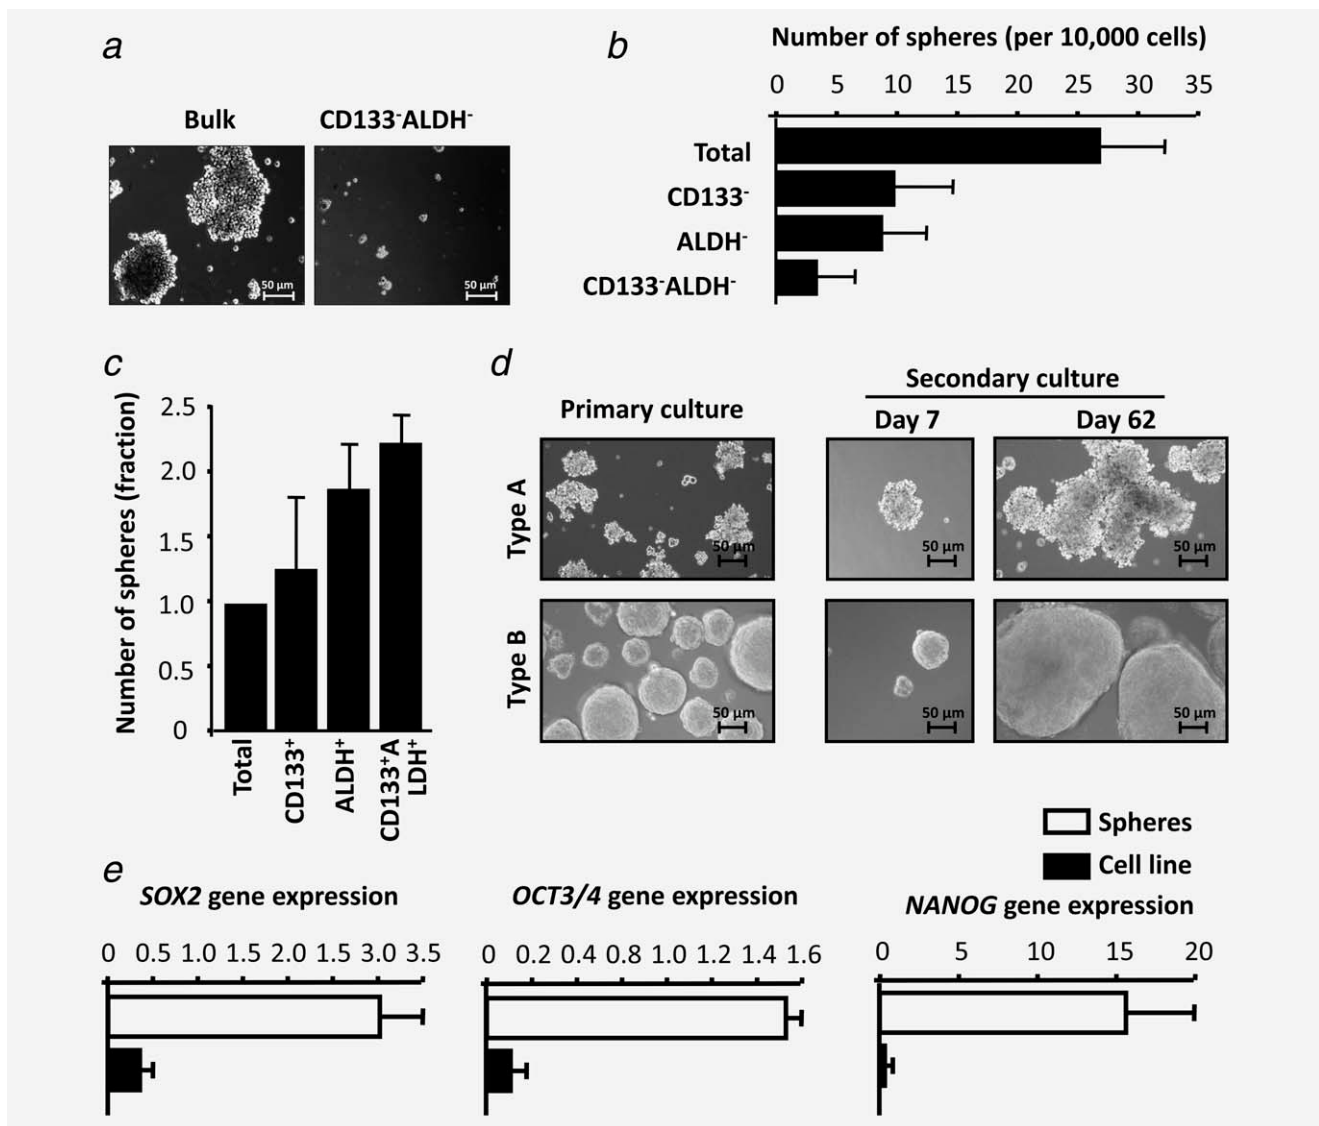 a
Bulk
CD133⁻ALDH⁻
50 µm
50 µm
b
Number of spheres (per 10,000 cells)
0 5 10 15 20 25 30 35
Total
CD133⁻
ALDH⁻
CD133⁻ALDH⁻
c
Number of spheres (fraction)
2.5
2.0
1.5
1.0
0.5
0
Total
CD133⁺
ALDH⁺
CD133⁺A
LDH⁺
d
Primary culture
Secondary culture
Day 7
Day 62
Type A
50 µm
50 µm
50 µm
Type B
50 µm
50 µm
50 µm
Spheres
Cell line
e
SOX2 gene expression
0 0.5 1.0 1.5 2.0 2.5 3.0 3.5
OCT3/4 gene expression
0 0.2 0.4 0.6 0.8 1.0 1.2 1.4 1.6
NANOG gene expression
0 5 10 15 20